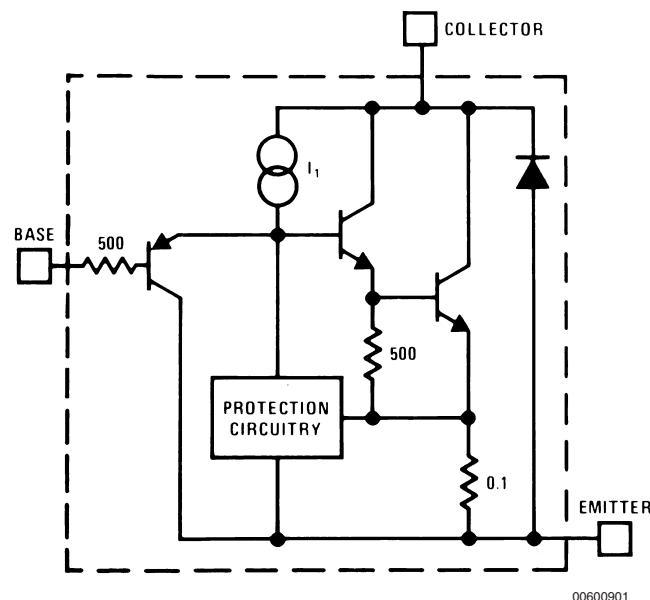 COLLECTOR
I₁
BASE
500
500
PROTECTION
CIRCUITRY
0.1
EMITTER
00600901